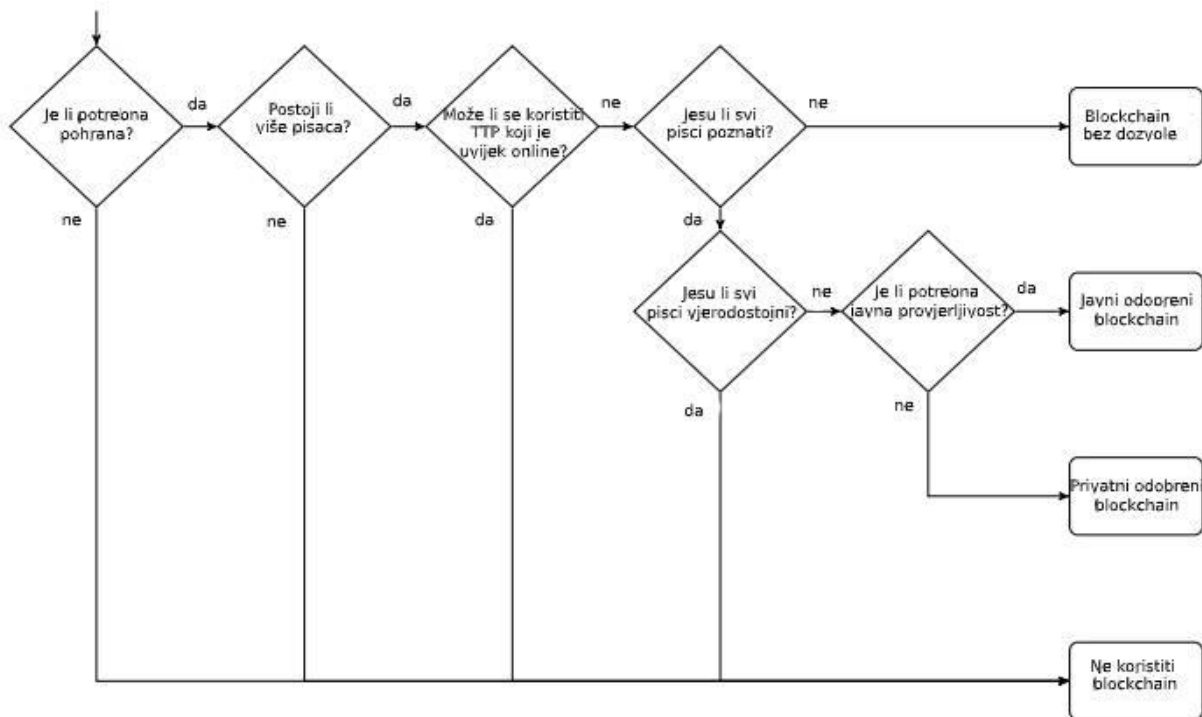 Je li potrebna
pohrana?
da
ne
Postoji li
više pisaca?
da
ne
Može li se koristiti
TTP koji je
uvijek online?
ne
da
Jesu li svi
pisci poznati?
ne
da
Blockchain
bez dozvole
Jesu li svi
pisci vjerodostojni?
ne
da
Je li potrebna
javna provjerljivost?
da
ne
Javni odobreni
blockchain
Privatni odobreni
blockchain
Ne koristiti
blockchain